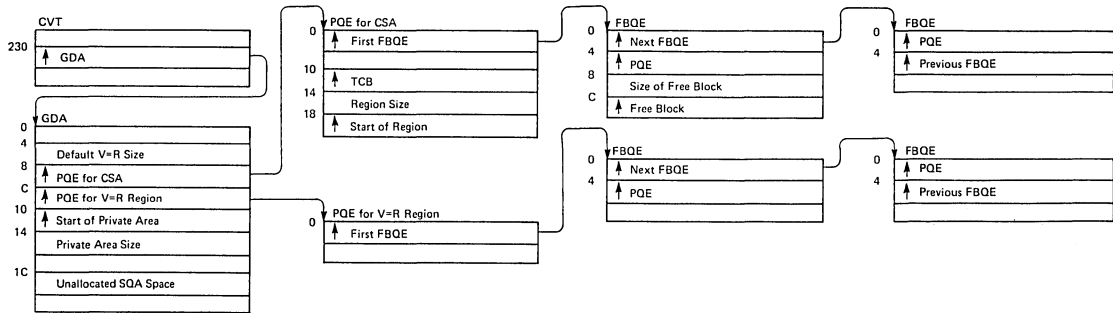 CVT
230
↑ GDA
GDA
0
4
Default V=R Size
8
↑ PQE for CSA
C
↑ PQE for V=R Region
10
↑ Start of Private Area
14
Private Area Size
1C
Unallocated SQA Space
PQE for CSA
0
↑ First FBQE
10
↑ TCB
14
Region Size
18
↑ Start of Region
FBQE
0
↑ Next FBQE
4
↑ PQE
8
Size of Free Block
C
↑ Free Block
FBQE
0
↑ PQE
4
↑ Previous FBQE
PQE for V=R Region
0
↑ First FBQE
FBQE
0
↑ Next FBQE
4
↑ PQE
FBQE
0
↑ PQE
4
↑ Previous FBQE